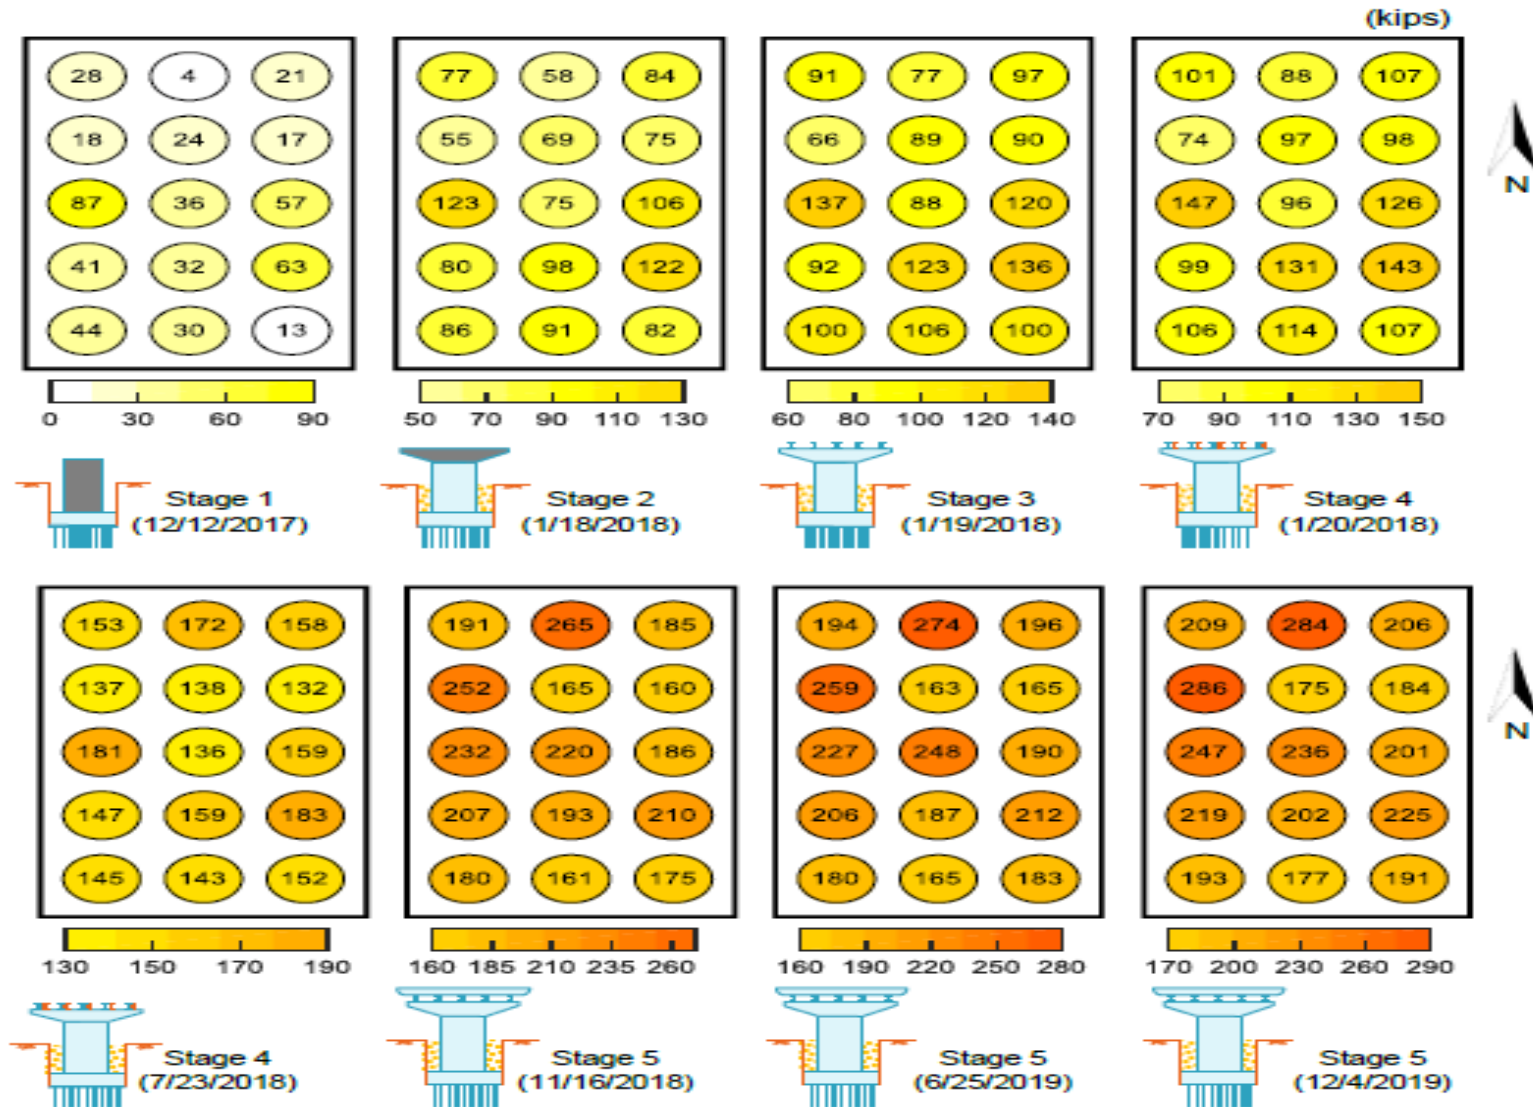 (kips)
28 4 21 77 58 84 91 77 97 101 88 107
18 24 17 55 69 75 66 89 90 74 97 98
87 36 57 123 75 106 137 88 120 147 96 126 N
41 32 63 80 98 122 92 123 136 99 131 143
44 30 13 86 91 82 100 106 100 106 114 107
0 30 60 90 50 70 90 110 130 60 80 100 120 140 70 90 110 130 150
Stage 1 Stage 2 Stage 3 Stage 4
(12/12/2017) (1/18/2018) (1/19/2018) (1/20/2018)
153 172 158 191 265 185 194 274 196 209 284 206
137 138 132 252 165 160 259 163 165 286 175 184
181 136 159 232 220 186 227 248 190 247 236 201 N
147 159 183 207 193 210 206 187 212 219 202 225
145 143 152 180 161 175 180 165 183 193 177 191
130 150 170 190 160 185 210 235 260 160 190 220 250 280 170 200 230 260 290
Stage 4 Stage 5 Stage 5 Stage 5
(7/23/2018) (11/16/2018) (6/25/2019) (12/4/2019)